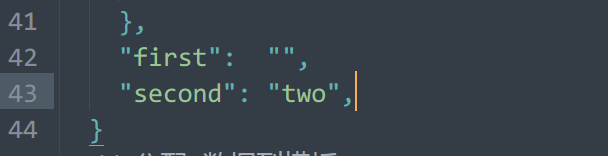 41 },
42 "first":  "",
43 "second": "two",
44 }